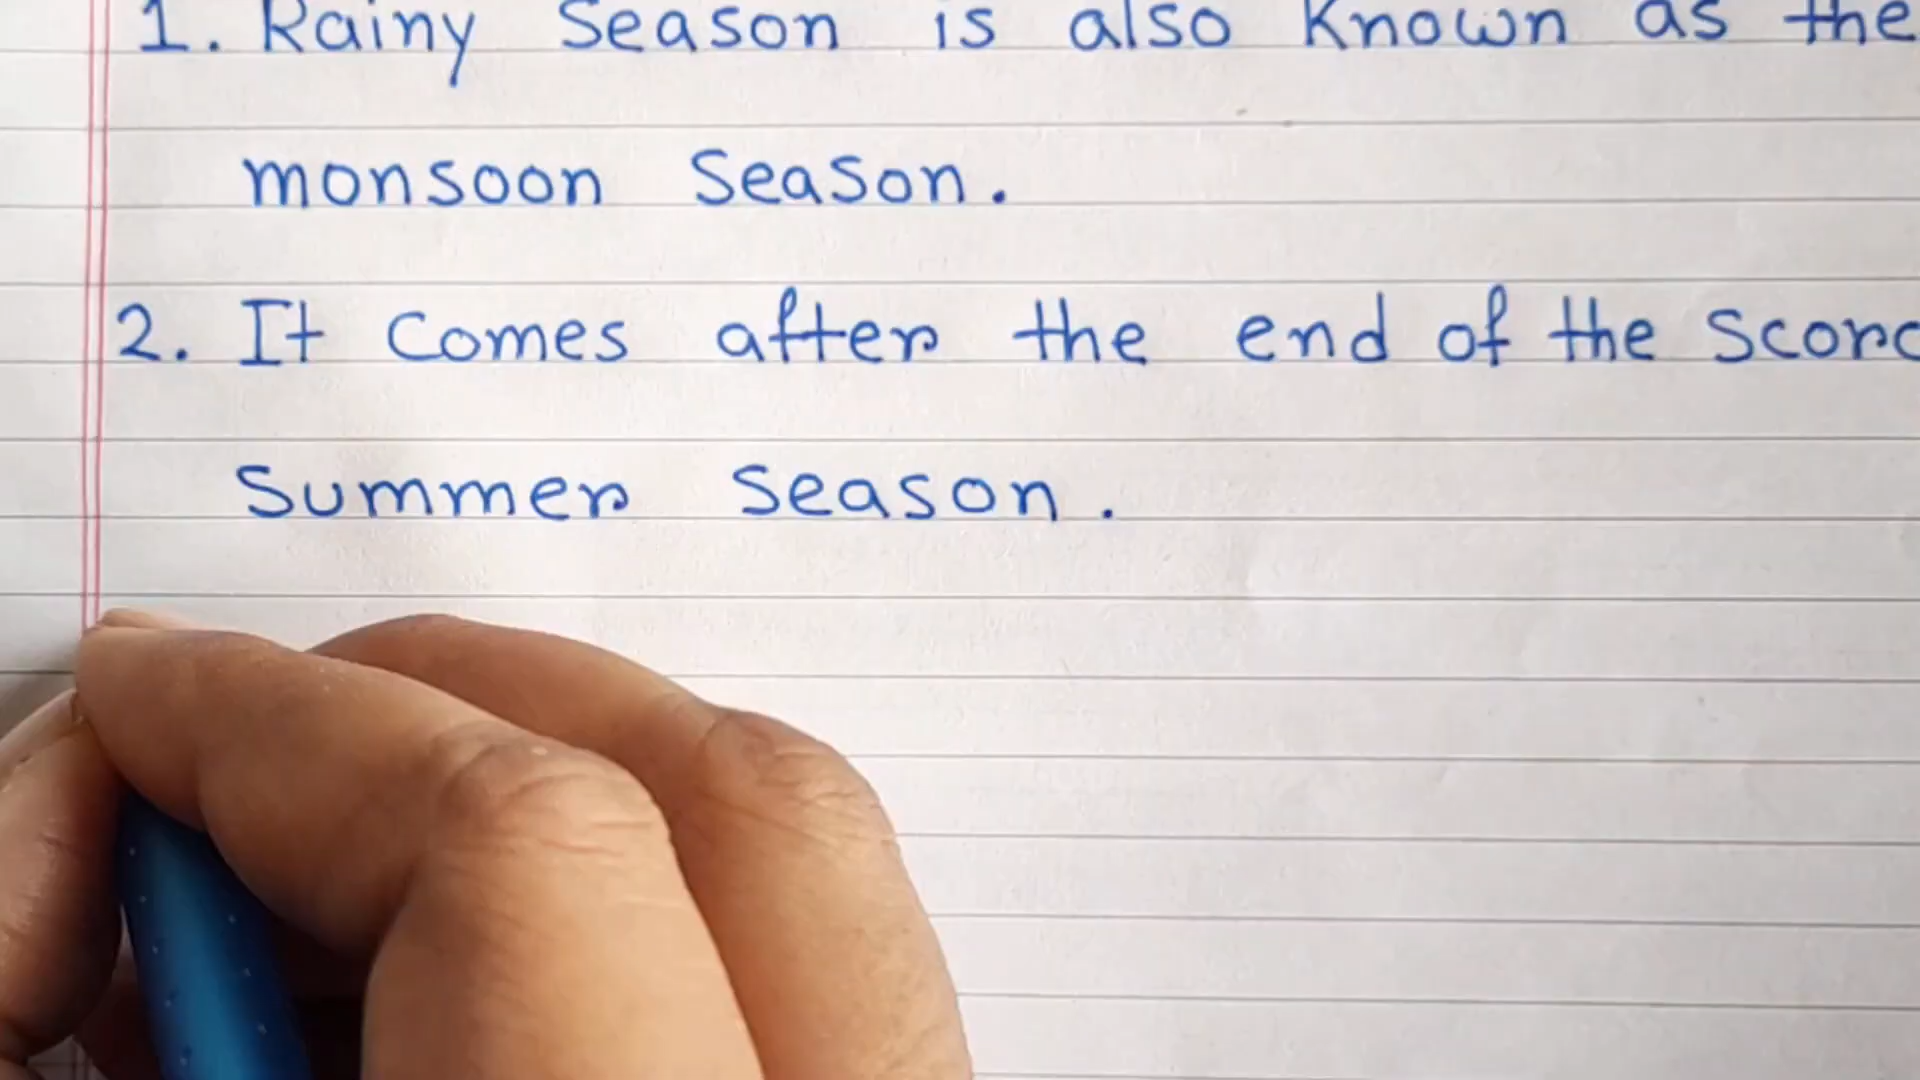 1. Rainy Season is also Known as the
monsoon Season.
2. It Comes after the end of the
Summer Season.